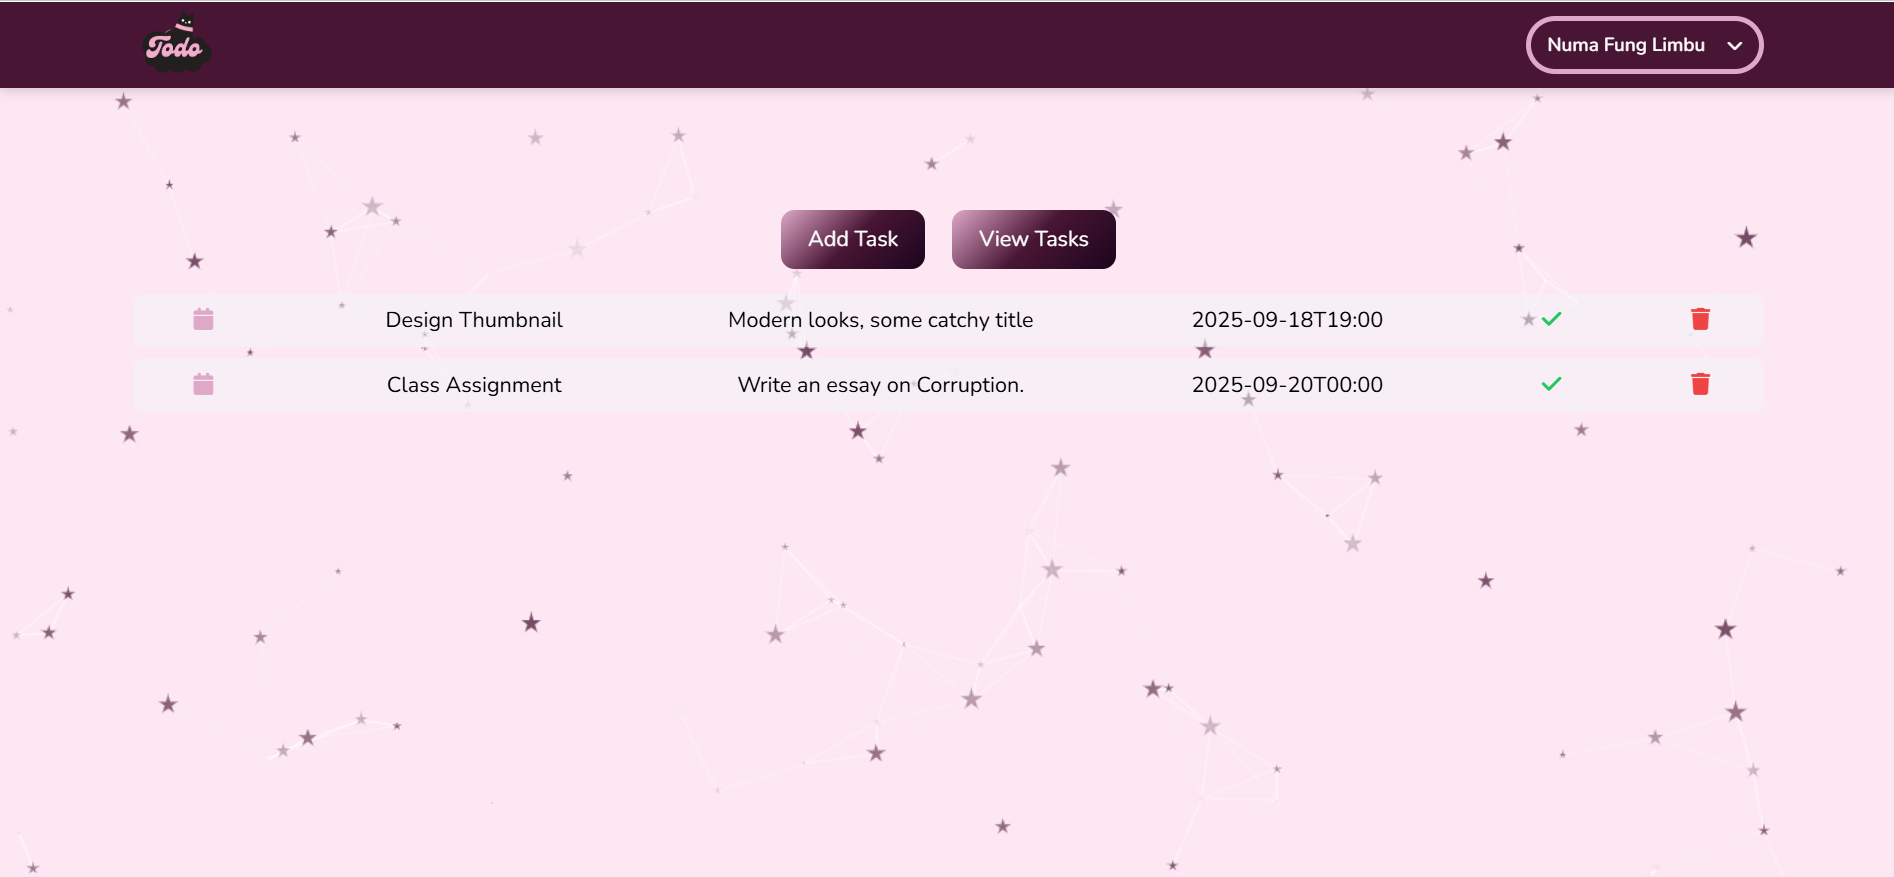 Todo
Numa Fung Limbu
Add Task
View Tasks
Design Thumbnail Modern looks, some catchy title 2025-09-18T19:00
Class Assignment Write an essay on Corruption. 2025-09-20T00:00